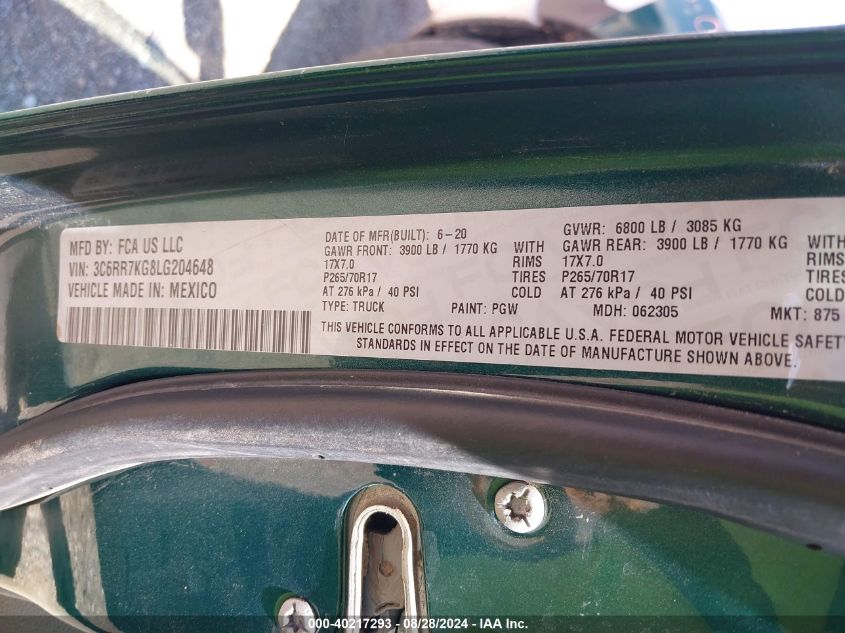 MFD BY: FCA US LLC
VIN: 3C6RR7KG8LG204648
VEHICLE MADE IN: MEXICO
DATE OF MFR(BUILT): 6-20
GVWR: 6800 LB / 3085 KG
GAWR FRONT: 3900 LB / 1770 KG WITH GAWR REAR: 3900 LB / 1770 KG WITH
17X7.0 RIMS 17X7.0 RIMS
P265/70R17 TIRES P265/70R17 TIRES
AT 276 kPa / 40 PSI COLD AT 276 kPa / 40 PSI COLD
TYPE: TRUCK PAINT: PGW MDH: 062305 MKT: 875
THIS VEHICLE CONFORMS TO ALL APPLICABLE U.S.A. FEDERAL MOTOR VEHICLE SAFETY
STANDARDS IN EFFECT ON THE DATE OF MANUFACTURE SHOWN ABOVE.
000-40217293 - 08/28/2024 - IAA Inc.